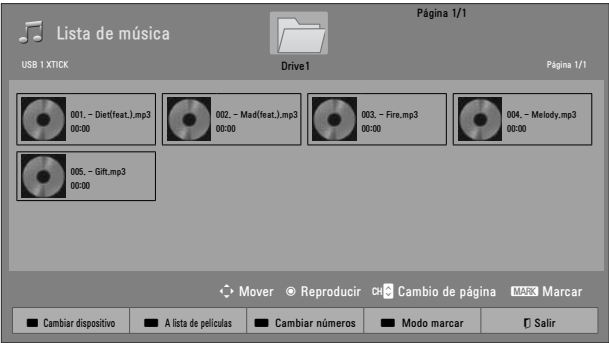 Página 1/1
Lista de música
USB 1 XTICK
Drive1
Página 1/1
001. - Diet(feat.).mp3
00:00
002. - Mad(feat.).mp3
00:00
003. - Fire.mp3
00:00
004. - Melody.mp3
00:00
005. - Gift.mp3
00:00
Mover Reproducir CH Cambio de página MARK Marcar
Cambiar dispositivo A lista de películas Cambiar números Modo marcar Salir